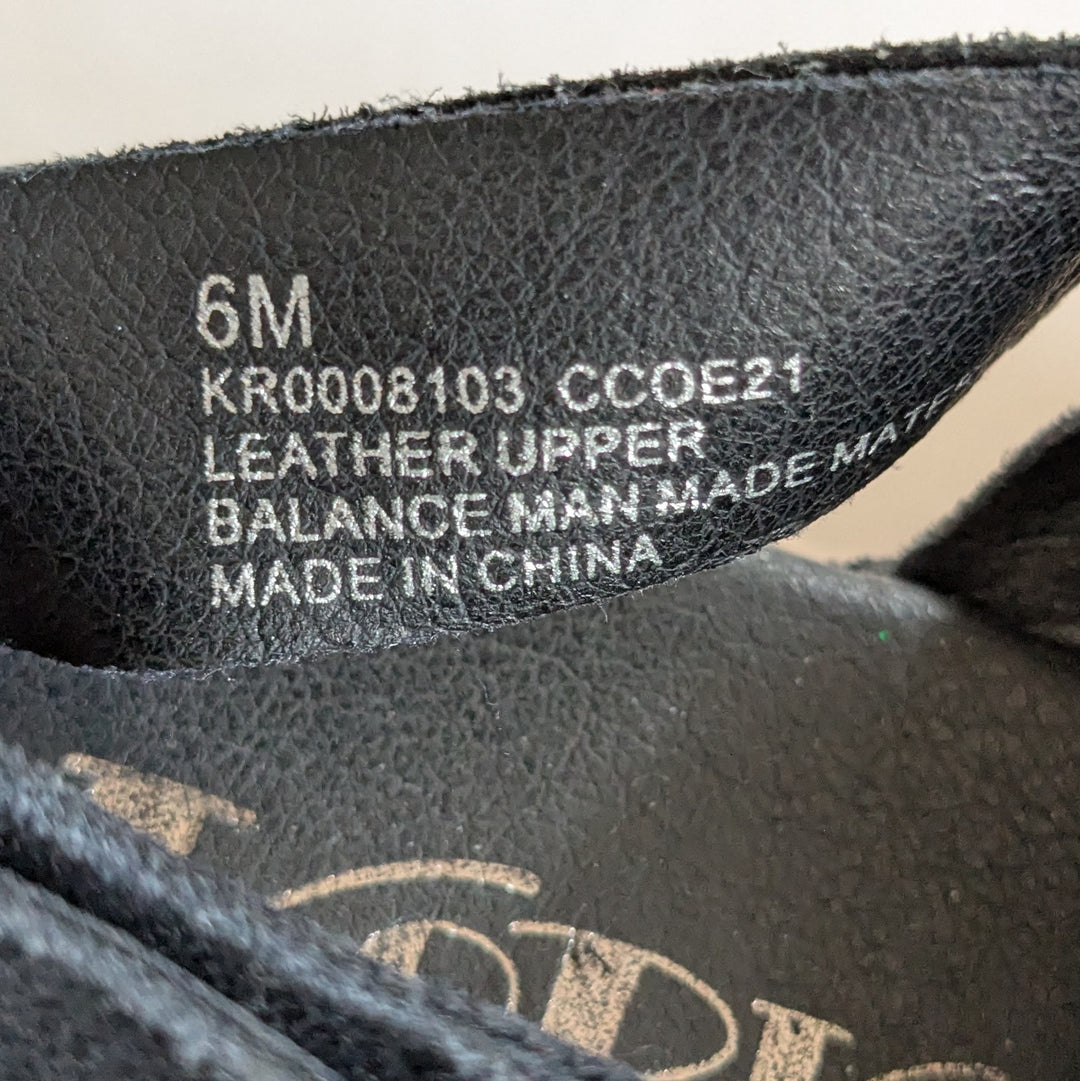 6M
KR0008103 CCOE21
LEATHER UPPER
BALANCE MAN MADE
MADE IN CHINA